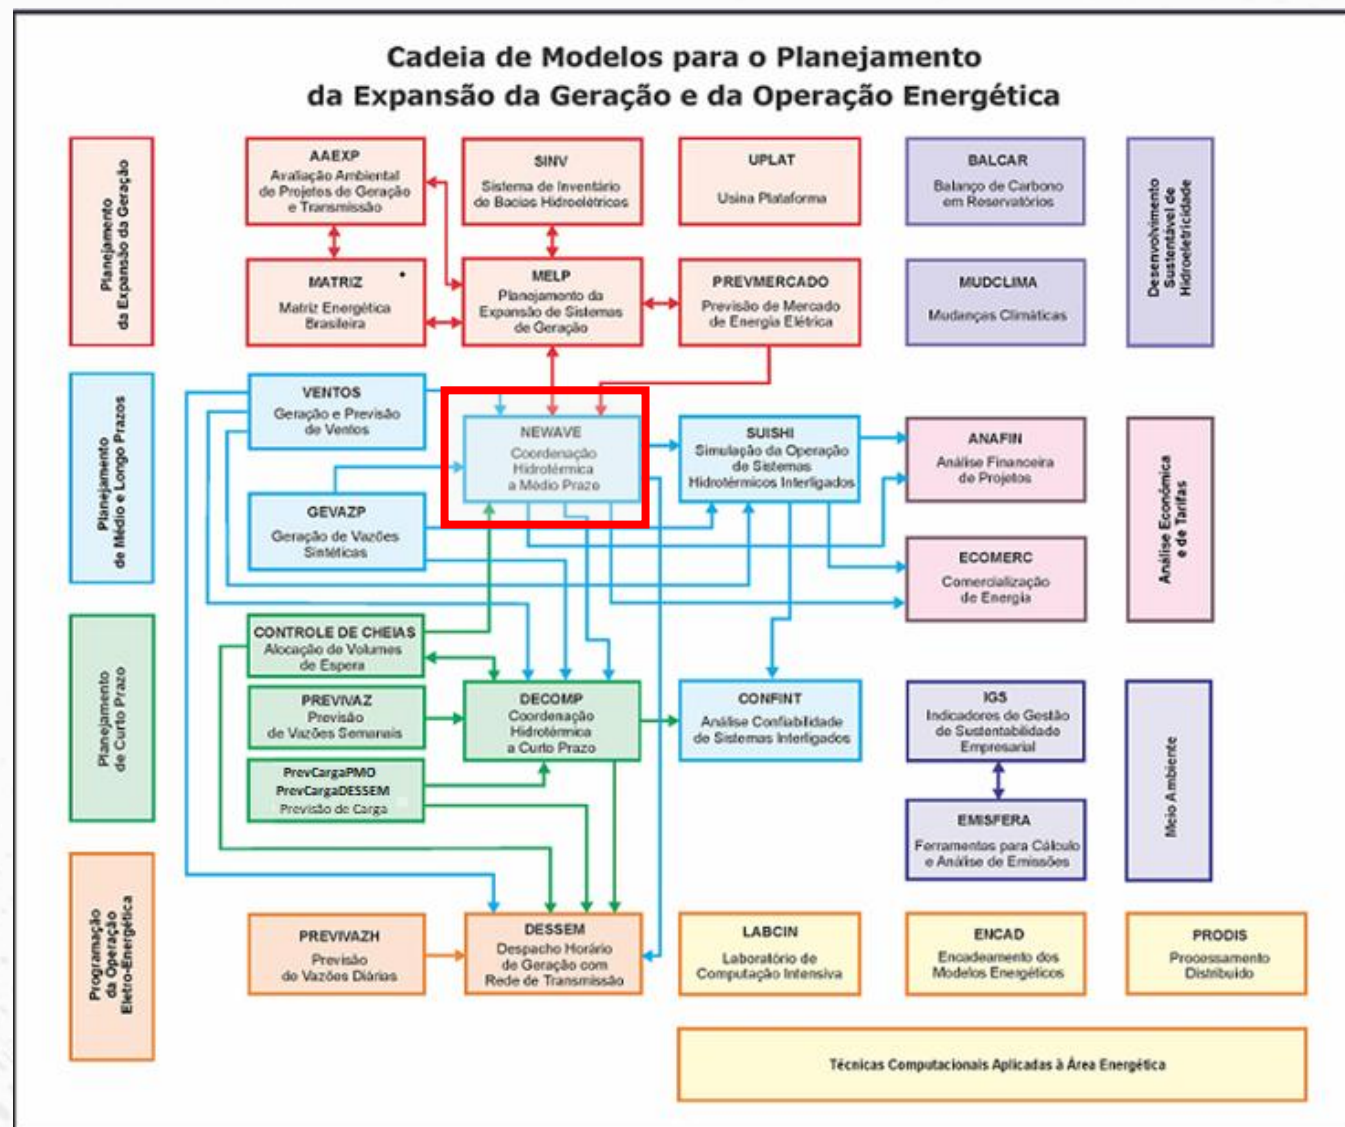 Cadeia de Modelos para o Planejamento
da Expansão da Geração e da Operação Energética
Planejamento
da Expansão da Geração
AAEXP
Avaliação Ambiental
de Projetos de Geração
e Transmissão
SINV
Sistema de Inventário
de Bacias Hidroelétricas
UPLAT
Usina Plataforma
BALCAR
Balanço de Carbono
em Reservatórios
Desenvolvimento
Sustentável de
Hidroeletricidade
MATRIZ
Matriz Energética
Brasileira
MELP
Planejamento da
Expansão de Sistemas
de Geração
PREVMERCADO
Previsão de Mercado
de Energia Elétrica
MUDCLIMA
Mudanças Climáticas
Planejamento
de Médio e Longo Prazos
VENTOS
Geração e Previsão
de Ventos
NEWAVE
Coordenação
Hidrotérmica
a Médio Prazo
SUISHI
Simulação da Operação
de Sistemas
Hidrotérmicos Interligados
ANAFIN
Análise Financeira
de Projetos
Análise Econômica
e de Tarifas
GEVAZP
Geração de Vazões
Sintéticas
ECOMERC
Comercialização
de Energia
Planejamento
de Curto Prazo
CONTROLE DE CHEIAS
Alocação de Volumes
de Espera
PREVIVAZ
Previsão
de Vazões Semanais
DECOMP
Coordenação
Hidrotérmica
a Curto Prazo
CONFINT
Análise Confiabilidade
de Sistemas Interligados
IGS
Indicadores de Gestão
de Sustentabilidade
Empresarial
Meio Ambiente
PrevCargaPMO
PrevCargaDESSEM
Previsão de Carga
EMISFERA
Ferramentas para Cálculo
e Análise de Emissões
Programação
da Operação
Eletro-Energética
PREVIVAZH
Previsão
de Vazões Diárias
DESSEM
Despacho Horário
de Geração com
Rede de Transmissão
LABCIN
Laboratório de
Computação Intensiva
ENCAD
Encadeamento dos
Modelos Energéticos
PRODIS
Processamento
Distribuído
Técnicas Computacionais Aplicadas à Área Energética